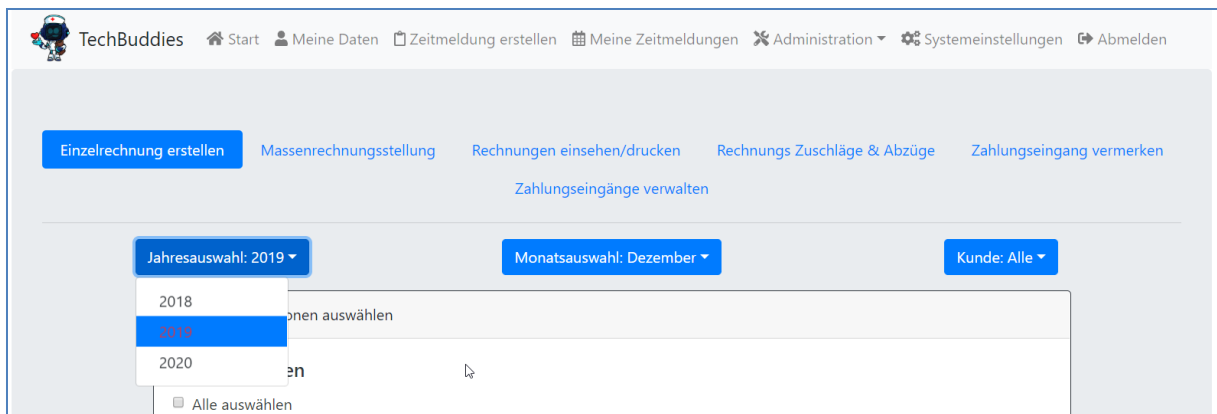 TechBuddies Start Meine Daten Zeitmeldung erstellen Meine Zeitmeldungen Administration Systemeinstellungen Abmelden
Einzelrechnung erstellen Massenrechnungsstellung Rechnungen einsehen/drucken Rechnungs Zuschläge & Abzüge Zahlungseingang vermerken
Zahlungseingänge verwalten
Jahresauswahl: 2019 Monatsauswahl: Dezember Kunde: Alle
2018
onen auswählen
2019
2020
en
Alle auswählen